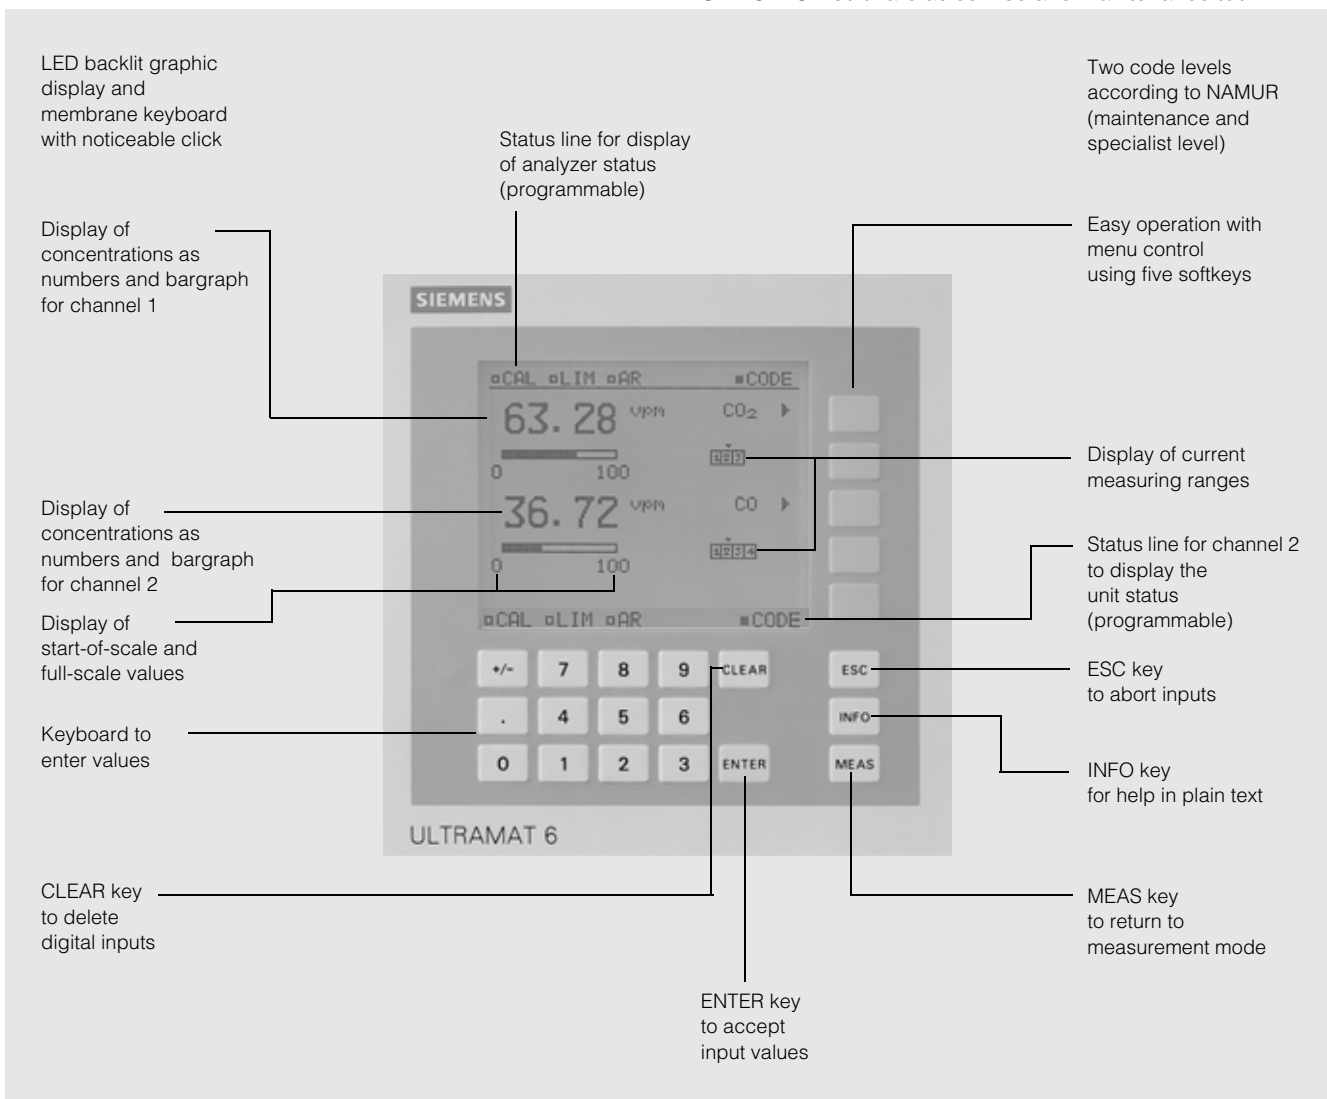 LED backlit graphic
display and
membrane keyboard
with noticeable click
Two code levels
according to NAMUR
(maintenance and
specialist level)
Status line for display
of analyzer status
(programmable)
Display of
concentrations as
numbers and bargraph
for channel 1
Easy operation with
menu control
using five softkeys
SIEMENS
CAL LIM AR CODE
63.28 vpm CO2
1 2 3
0 100
36.72 vpm CO
1 2 3 4
0 100
CAL LIM AR CODE
Display of current
measuring ranges
Display of
concentrations as
numbers and bargraph
for channel 2
Status line for channel 2
to display the
unit status
(programmable)
Display of
start-of-scale and
full-scale values
+/- 7 8 9 CLEAR ESC
. 4 5 6 INFO
0 1 2 3 ENTER MEAS
ESC key
to abort inputs
Keyboard to
enter values
INFO key
for help in plain text
ULTRAMAT 6
CLEAR key
to delete
digital inputs
MEAS key
to return to
measurement mode
ENTER key
to accept
input values